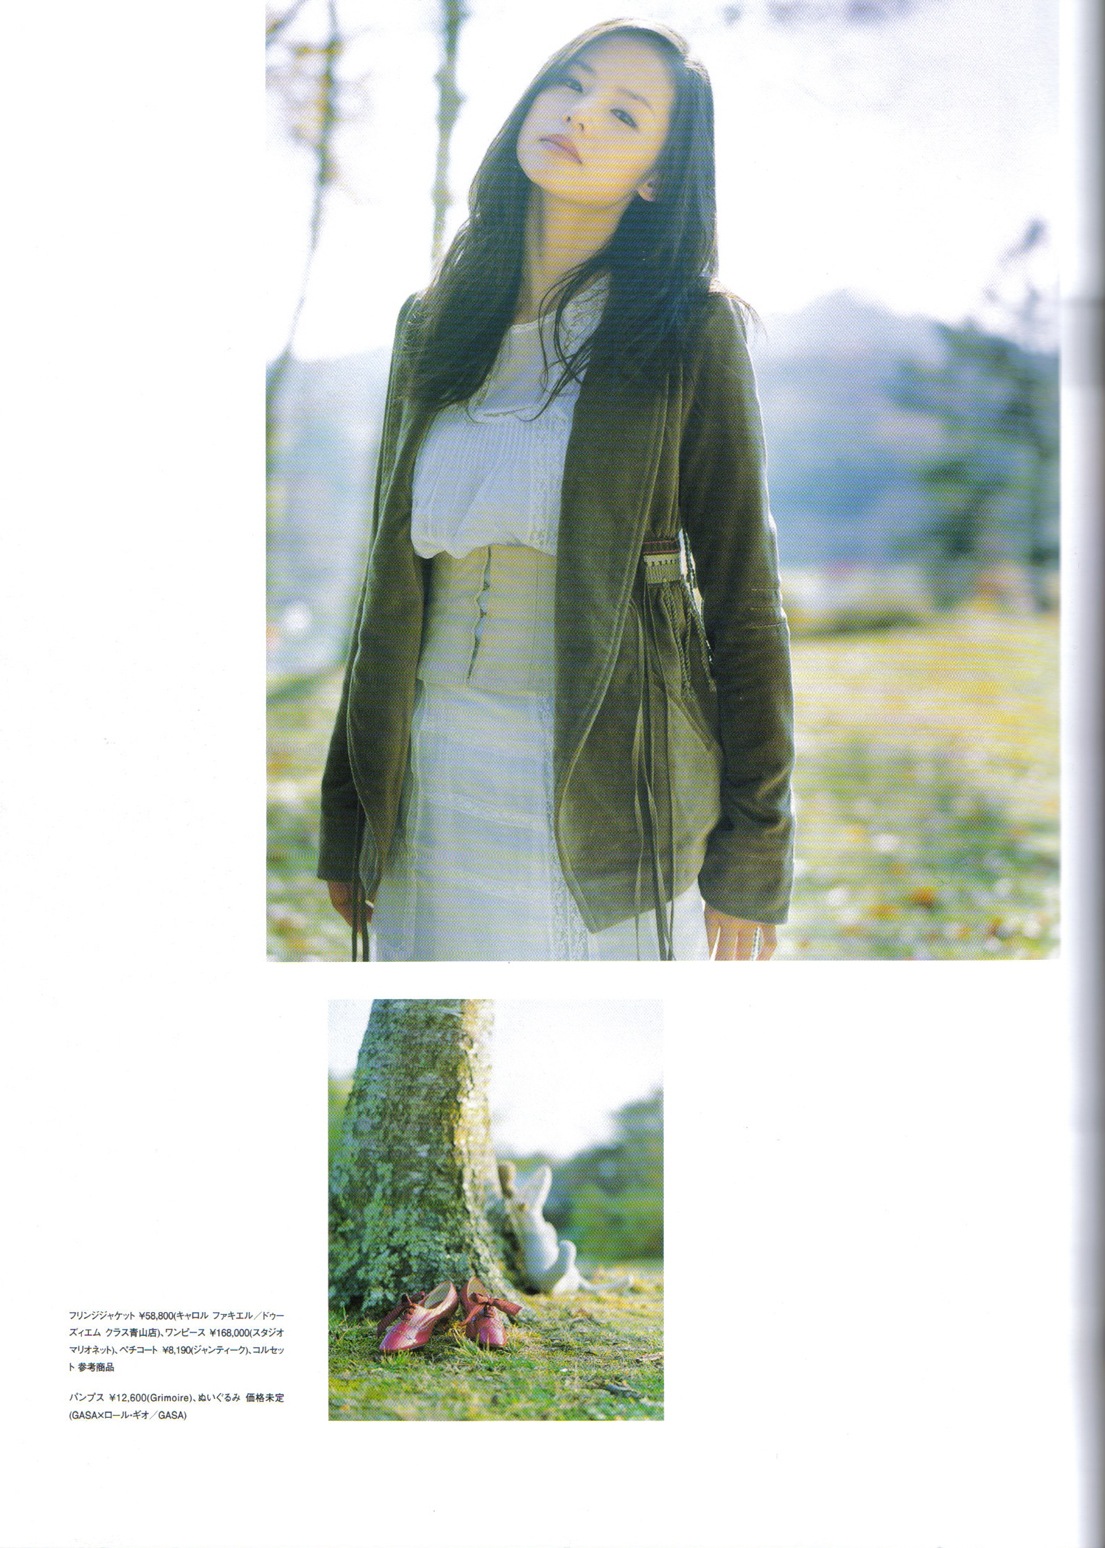 フリンジジャケット ¥58,800(キャロル ファキエル／ドゥー
ズィエム クラス青山店)、ワンピース ¥168,000(スタジオ
マリオネット)、ペチコート ¥8,190(ジャンティーク)、コルセッ
ト 参考商品
パンプス ¥12,600(Grimoire)、ぬいぐるみ 価格未定
(GASA×ロール・ギオ／GASA)